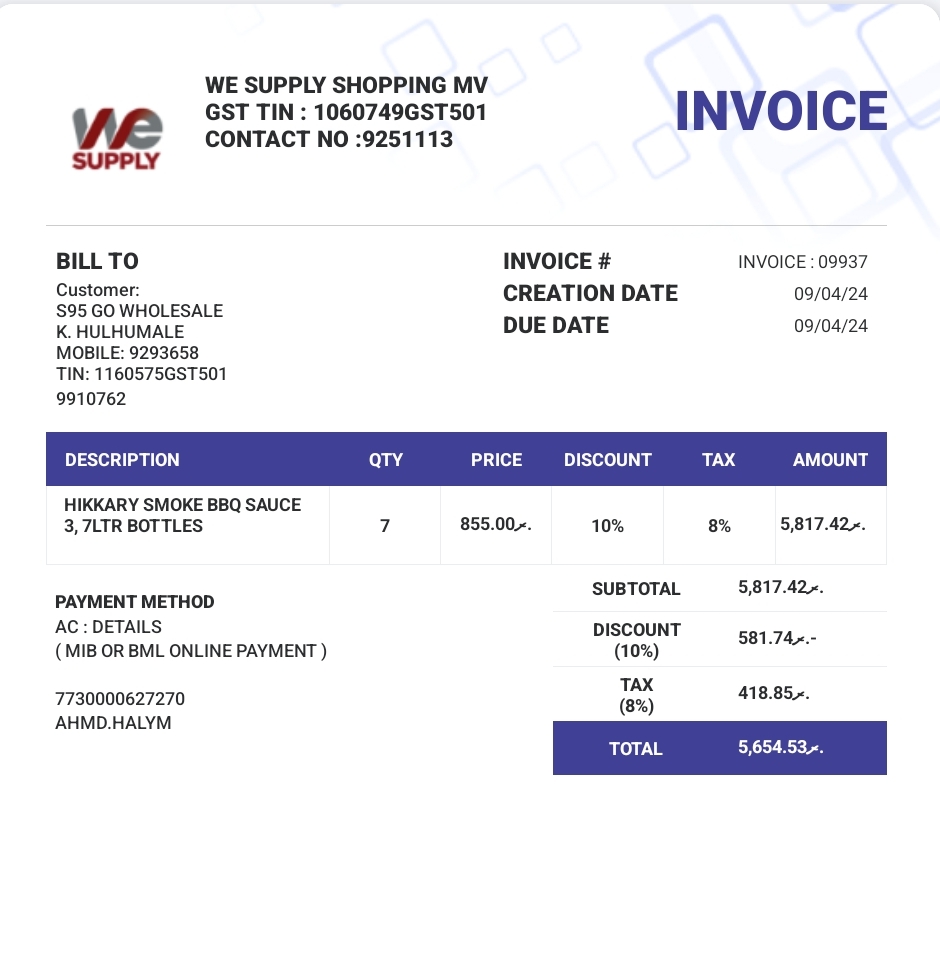 WE SUPPLY SHOPPING MV
GST TIN : 1060749GST501
CONTACT NO :9251113
INVOICE
We
SUPPLY
BILL TO
Customer:
S95 GO WHOLESALE
K. HULHUMALE
MOBILE: 9293658
TIN: 1160575GST501
9910762
INVOICE # INVOICE : 09937
CREATION DATE 09/04/24
DUE DATE 09/04/24
DESCRIPTION QTY PRICE DISCOUNT TAX AMOUNT
HIKKARY SMOKE BBQ SAUCE
3, 7LTR BOTTLES 7 855.00ރ. 10% 8% 5,817.42ރ.
SUBTOTAL 5,817.42ރ.
DISCOUNT
(10%) 581.74ރ.-
TAX
(8%) 418.85ރ.
TOTAL 5,654.53ރ.
PAYMENT METHOD
AC : DETAILS
( MIB OR BML ONLINE PAYMENT )
7730000627270
AHMD.HALYM